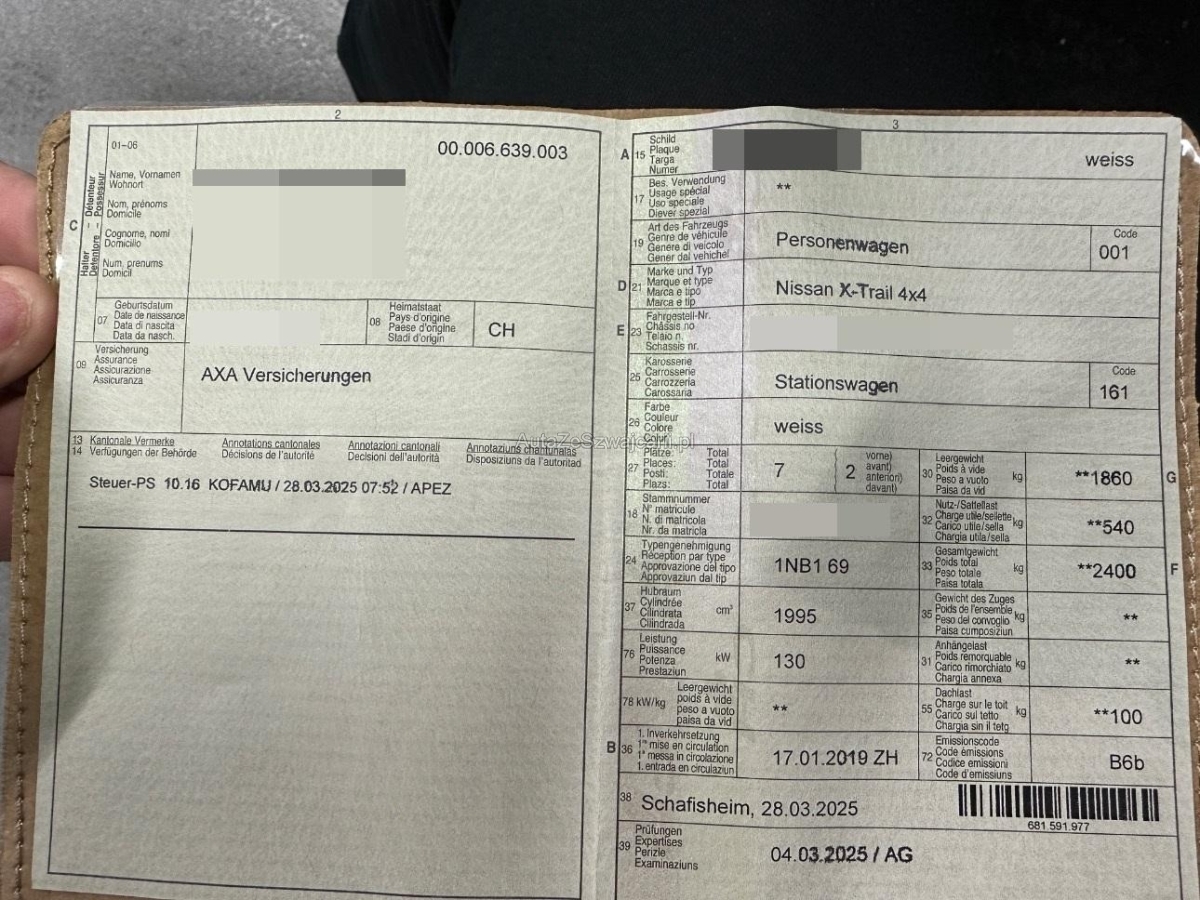 2
01-06
00.006.639.003
C
Halter – Détenteur
Detentore – Possessur
Name, Vornamen
Wohnort
Nom, prénoms
Domicile
Cognome, nomi
Domicilio
Num, prenums
Domicil
07
Geburtsdatum
Date de naissance
Data di nascita
Data da nasch.
08
Heimatstaat
Pays d'origine
Paese d'origine
Stadi d'origin
CH
09
Versicherung
Assurance
Assicurazione
Assicuranza
AXA Versicherungen
13 Kantonale Vermerke Annotations cantonales Annotazioni cantonali Annotaziuns chantunalas
14 Verfügungen der Behörde Décisions de l'autorité Decisioni dell'autorità Disposiziuns da l'autoritad
Steuer-PS 10.16 KOFAMU / 28.03.2025 07:52 / APEZ
3
A 15
Schild
Plaque
Targa
Numer
weiss
17
Bes. Verwendung
Usage spécial
Uso speciale
Diever spezial
**
19
Art des Fahrzeugs
Genre de véhicule
Genere di veicolo
Gener dal vehichel
Personenwagen
Code
001
D 21
Marke und Typ
Marque et type
Marca e tipo
Marca e tip
Nissan X-Trail 4x4
E 23
Fahrgestell-Nr.
Châssis no
Telaio n.
Schassis nr.
25
Karosserie
Carrosserie
Carrozzeria
Carossaria
Stationswagen
Code
161
26
Farbe
Couleur
Colore
Colur
weiss
AutaZeSzwajcarii.pl
27
Plätze: Total
Places: Total
Posti: Totale
Plazs: Total
7
2
vorne)
avant)
anteriori)
davant)
30
Leergewicht
Poids à vide
Peso a vuoto
Paisa da vid
kg
**1860
G
18
Stammnummer
N° matricule
N. di matricola
Nr. da matricla
32
Nutz-/Sattellast
Charge utile/sellette
Carico utile/sella
Chargia utila/sella
kg
**540
24
Typengenehmigung
Réception par type
Approvazione del tipo
Approvaziun dal tip
1NB1 69
33
Gesamtgewicht
Poids total
Peso totale
Paisa totala
kg
**2400
F
37
Hubraum
Cylindrée
Cilindrata
Cilindrada
cm³
1995
35
Gewicht des Zuges
Poids de l'ensemble
Peso del convoglio
Paisa cumposiziun
kg
**
76
Leistung
Puissance
Potenza
Prestaziun
kW
130
31
Anhängelast
Poids remorquable
Carico rimorchiato
Chargia annexa
kg
**
78 kW/kg
Leergewicht
poids à vide
peso a vuoto
paisa da vid
**
55
Dachlast
Charge sur le toit
Carico sul tetto
Chargia sin il tetg
kg
**100
B 36
1. Inverkehrsetzung
1re mise en circulation
1a messa in circolazione
1. entrada en circulaziun
17.01.2019 ZH
72
Emissionscode
Code émissions
Codice emissioni
Code d'emissiuns
B6b
38
Schafisheim, 28.03.2025
681 591 977
39
Prüfungen
Expertises
Perizie
Examinaziuns
04.03.2025 / AG